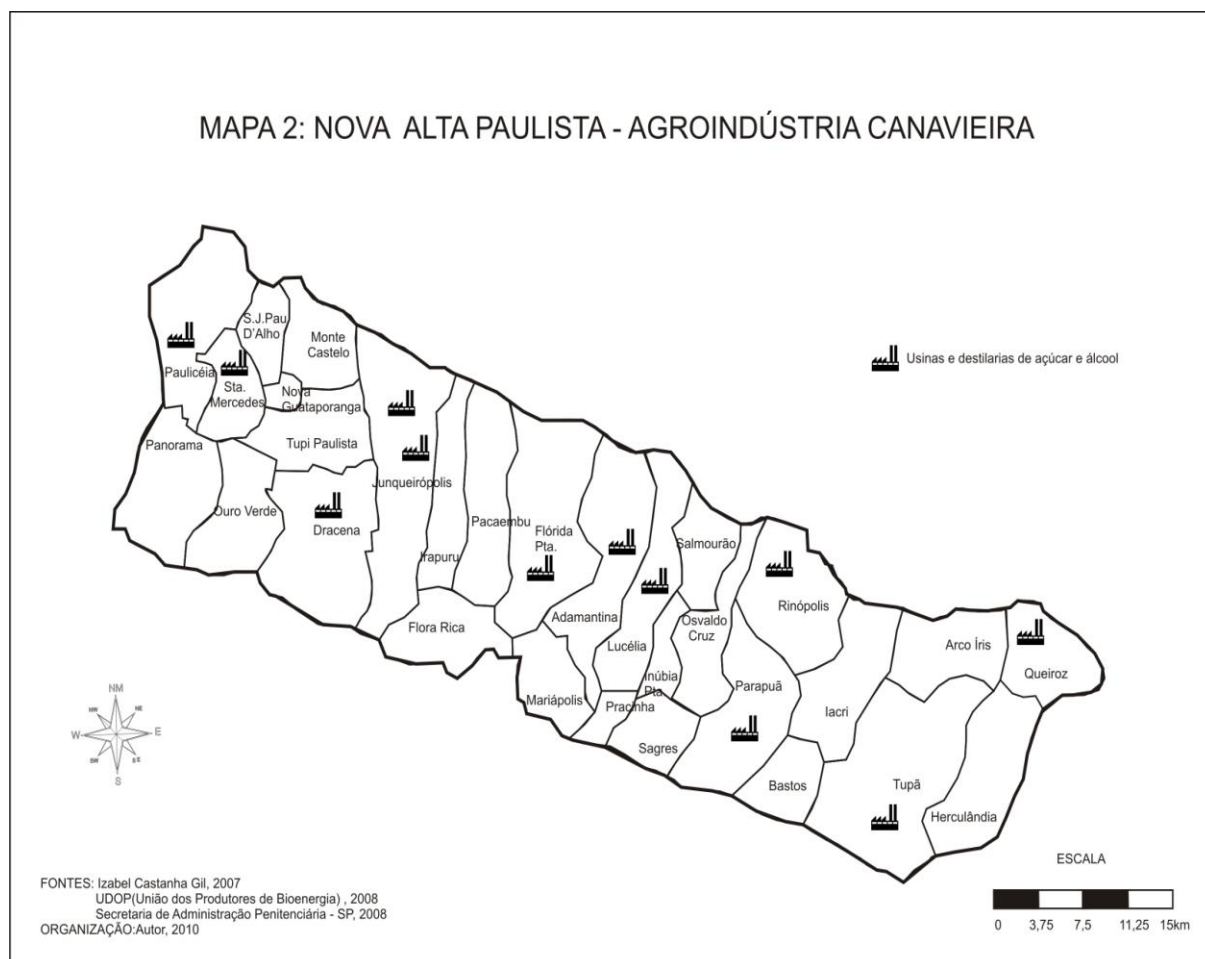 MAPA 2: NOVA ALTA PAULISTA - AGROINDÚSTRIA CANAVIEIRA
Usinas e destilarias de açúcar e álcool
S.J.Pau
D'Alho
Monte
Castelo
Paulicéia
Sta.
Mercedes
Nova
Guataporanga
Panorama
Tupi Paulista
Junqueirópolis
Ouro Verde
Dracena
Pacaembu
Flórida
Pta.
Irapuru
Salmourão
Rinópolis
Flora Rica
Adamantina
Osvaldo
Cruz
Lucélia
Arco Íris
Queiroz
Inúbia
Pta.
Parapuã
Mariápolis
Pracinha
Iacri
Sagres
Bastos
Tupã
Herculândia
NM
NW
NE
W
E
SW
SE
S
ESCALA
0 3,75 7,5 11,25 15km
FONTES: Izabel Castanha Gil, 2007
UDOP(União dos Produtores de Bioenergia) , 2008
Secretaria de Administração Penitenciária - SP, 2008
ORGANIZAÇÃO:Autor, 2010